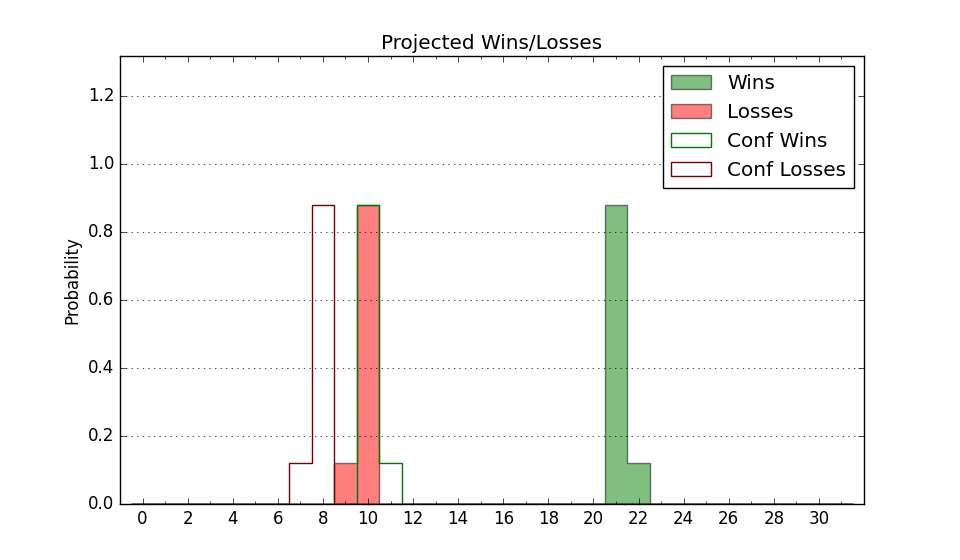 Projected Wins/Losses
Wins
Losses
Conf Wins
Conf Losses
Probability
1.2
1.0
0.8
0.6
0.4
0.2
0.0
0 2 4 6 8 10 12 14 16 18 20 22 24 26 28 30